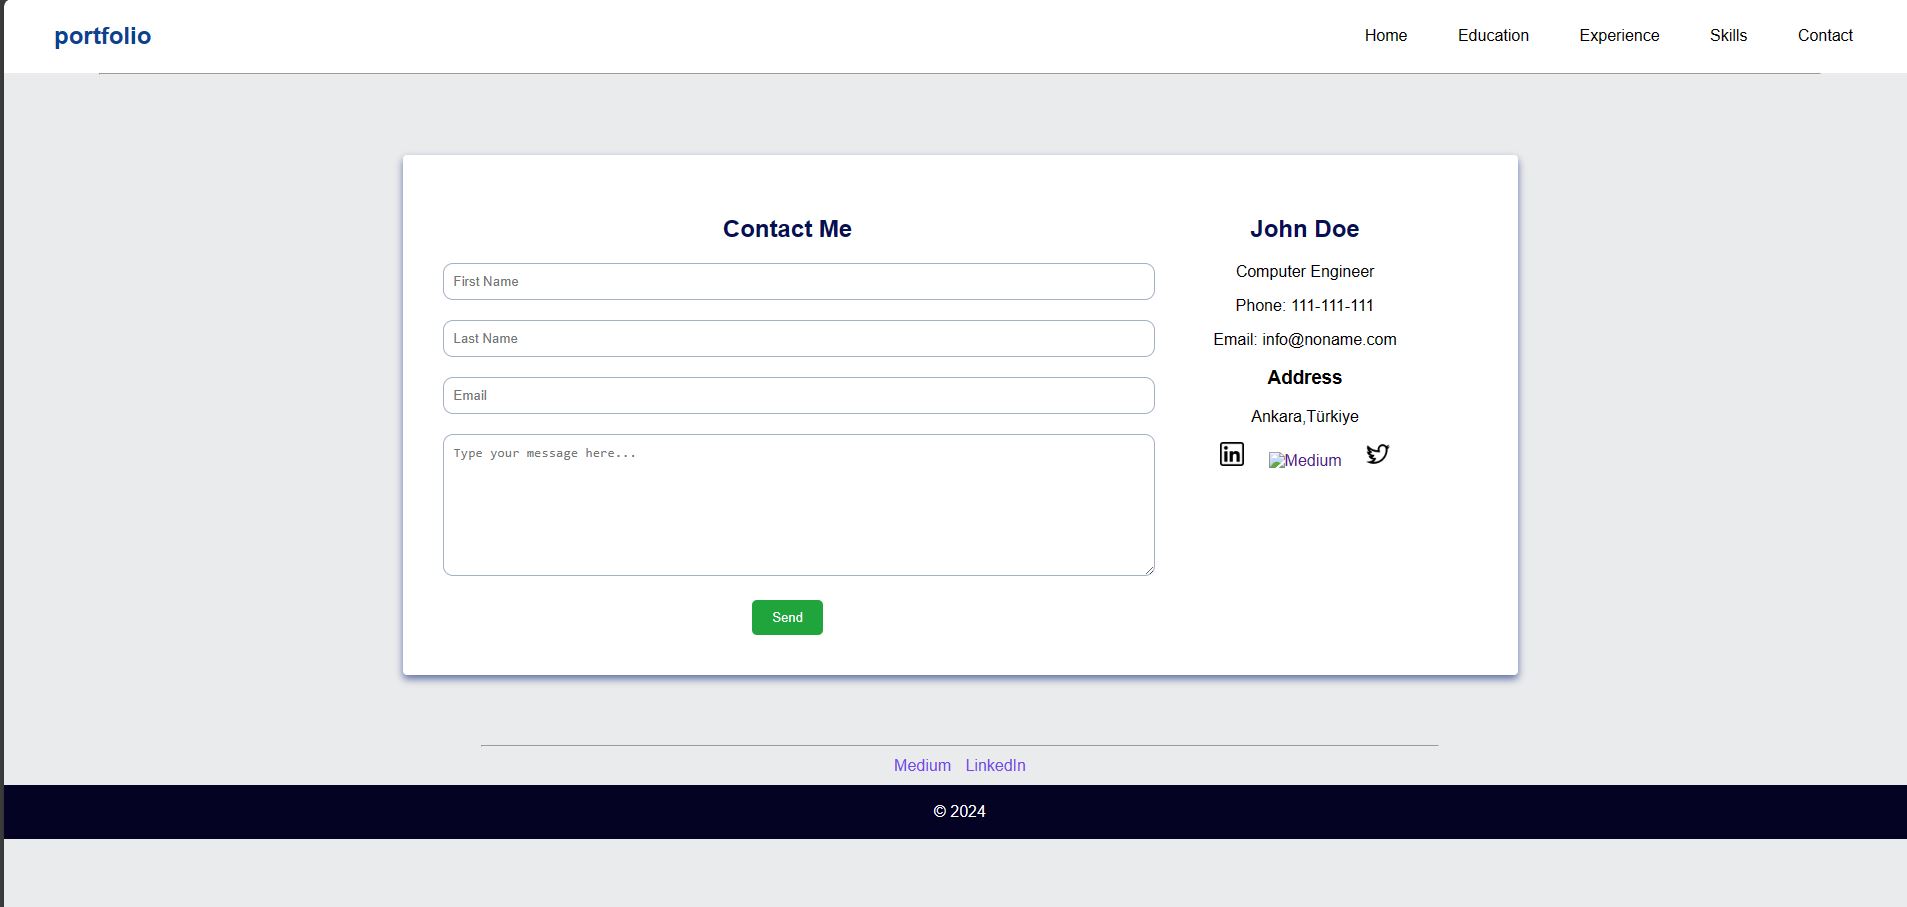 portfolio
Home Education Experience Skills Contact
Contact Me
First Name
Last Name
Email
Type your message here...
Send
John Doe
Computer Engineer
Phone: 111-111-111
Email: info@noname.com
Address
Ankara,Türkiye
in Medium
Medium LinkedIn
© 2024